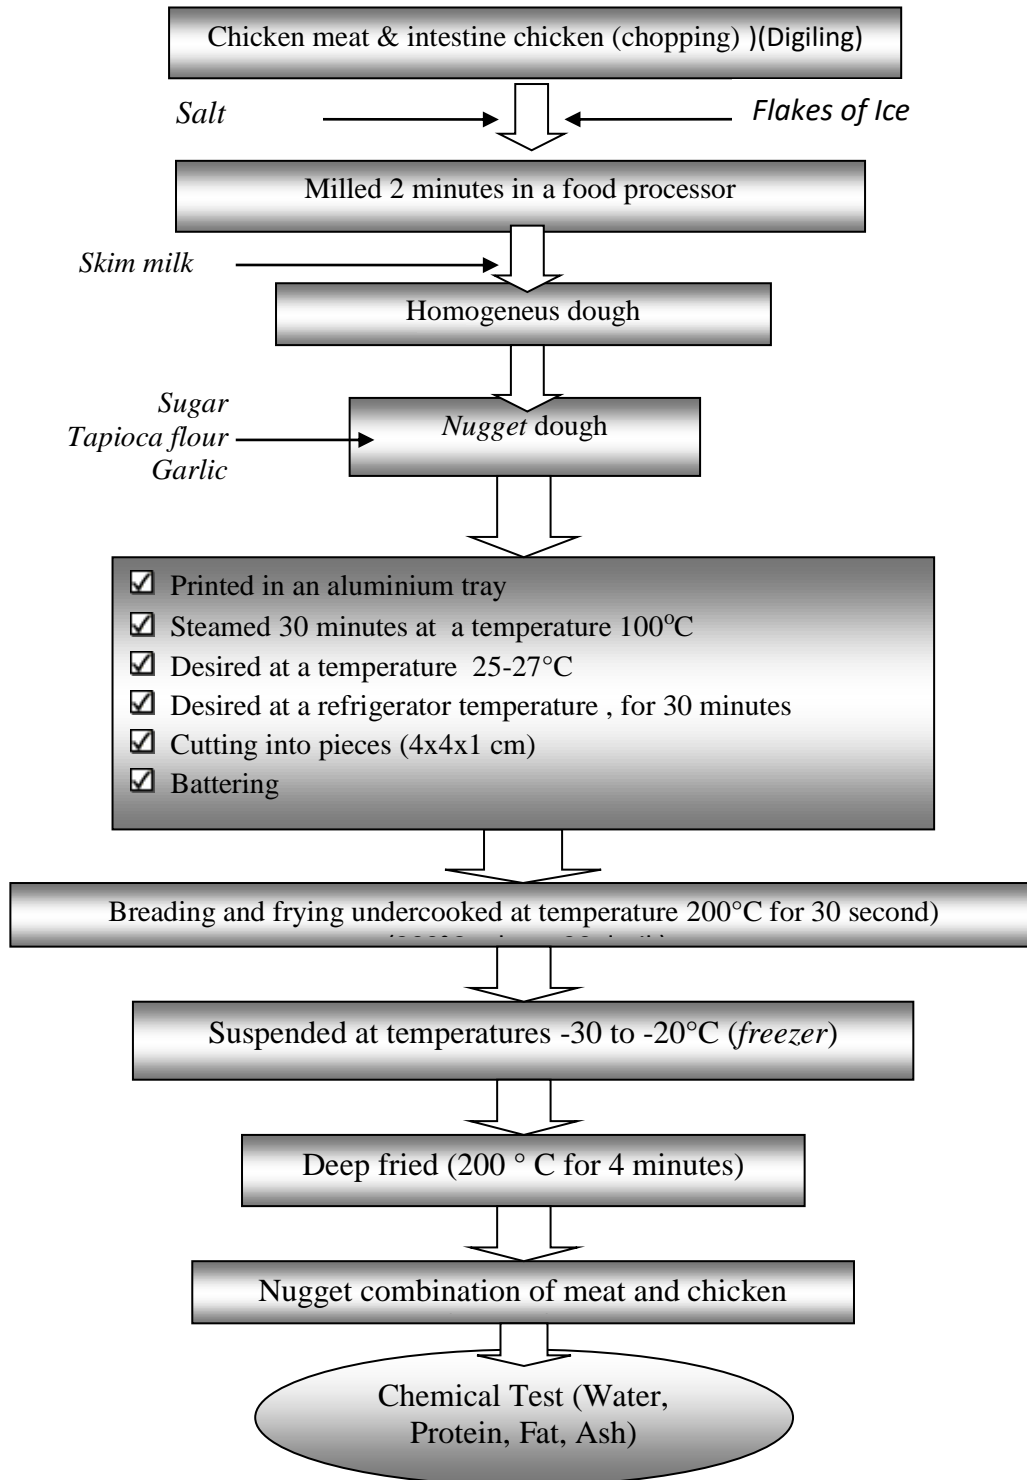 Chicken meat & intestine chicken (chopping) )(Digiling)
Salt
Flakes of Ice
Milled 2 minutes in a food processor
Skim milk
Homogeneus dough
Sugar
Tapioca flour
Garlic
Nugget dough
☑ Printed in an aluminium tray
☑ Steamed 30 minutes at a temperature 100°C
☑ Desired at a temperature 25-27°C
☑ Desired at a refrigerator temperature , for 30 minutes
☑ Cutting into pieces (4x4x1 cm)
☑ Battering
Breading and frying undercooked at temperature 200°C for 30 second)
Suspended at temperatures -30 to -20°C (freezer)
Deep fried (200 ° C for 4 minutes)
Nugget combination of meat and chicken
Chemical Test (Water,
Protein, Fat, Ash)